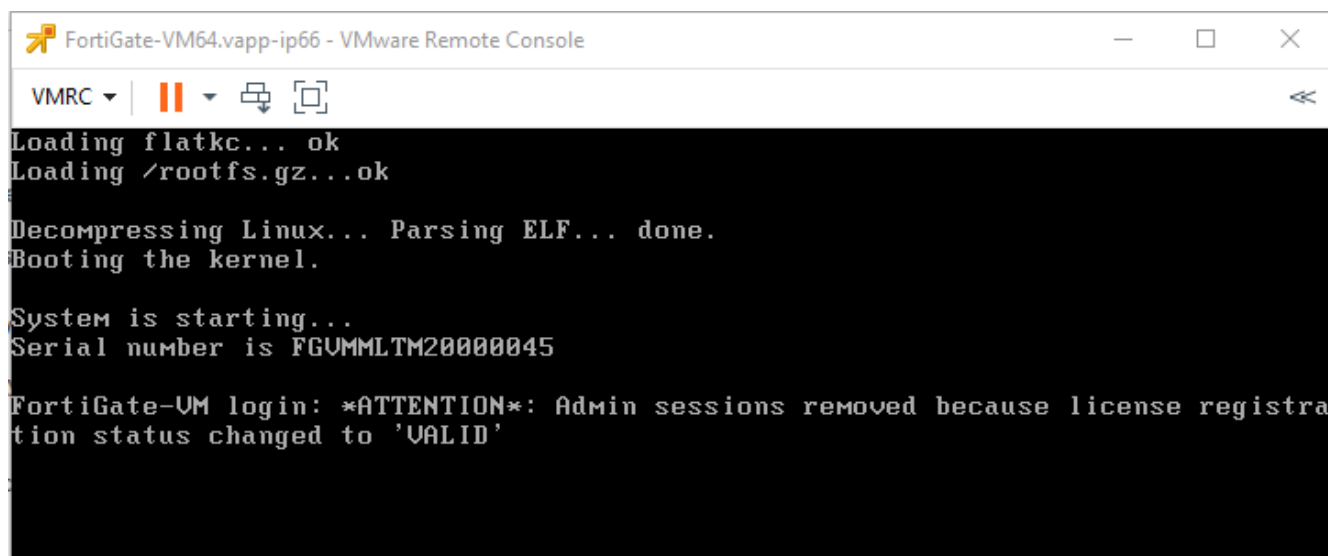 FortiGate-VM64.vapp-ip66 - VMware Remote Console
VMRC
Loading flatkc... ok
Loading /rootfs.gz...ok
Decompressing Linux... Parsing ELF... done.
Booting the kernel.
System is starting...
Serial number is FGVMMLTM20000045
FortiGate-VM login: *ATTENTION*: Admin sessions removed because license registra
tion status changed to 'VALID'